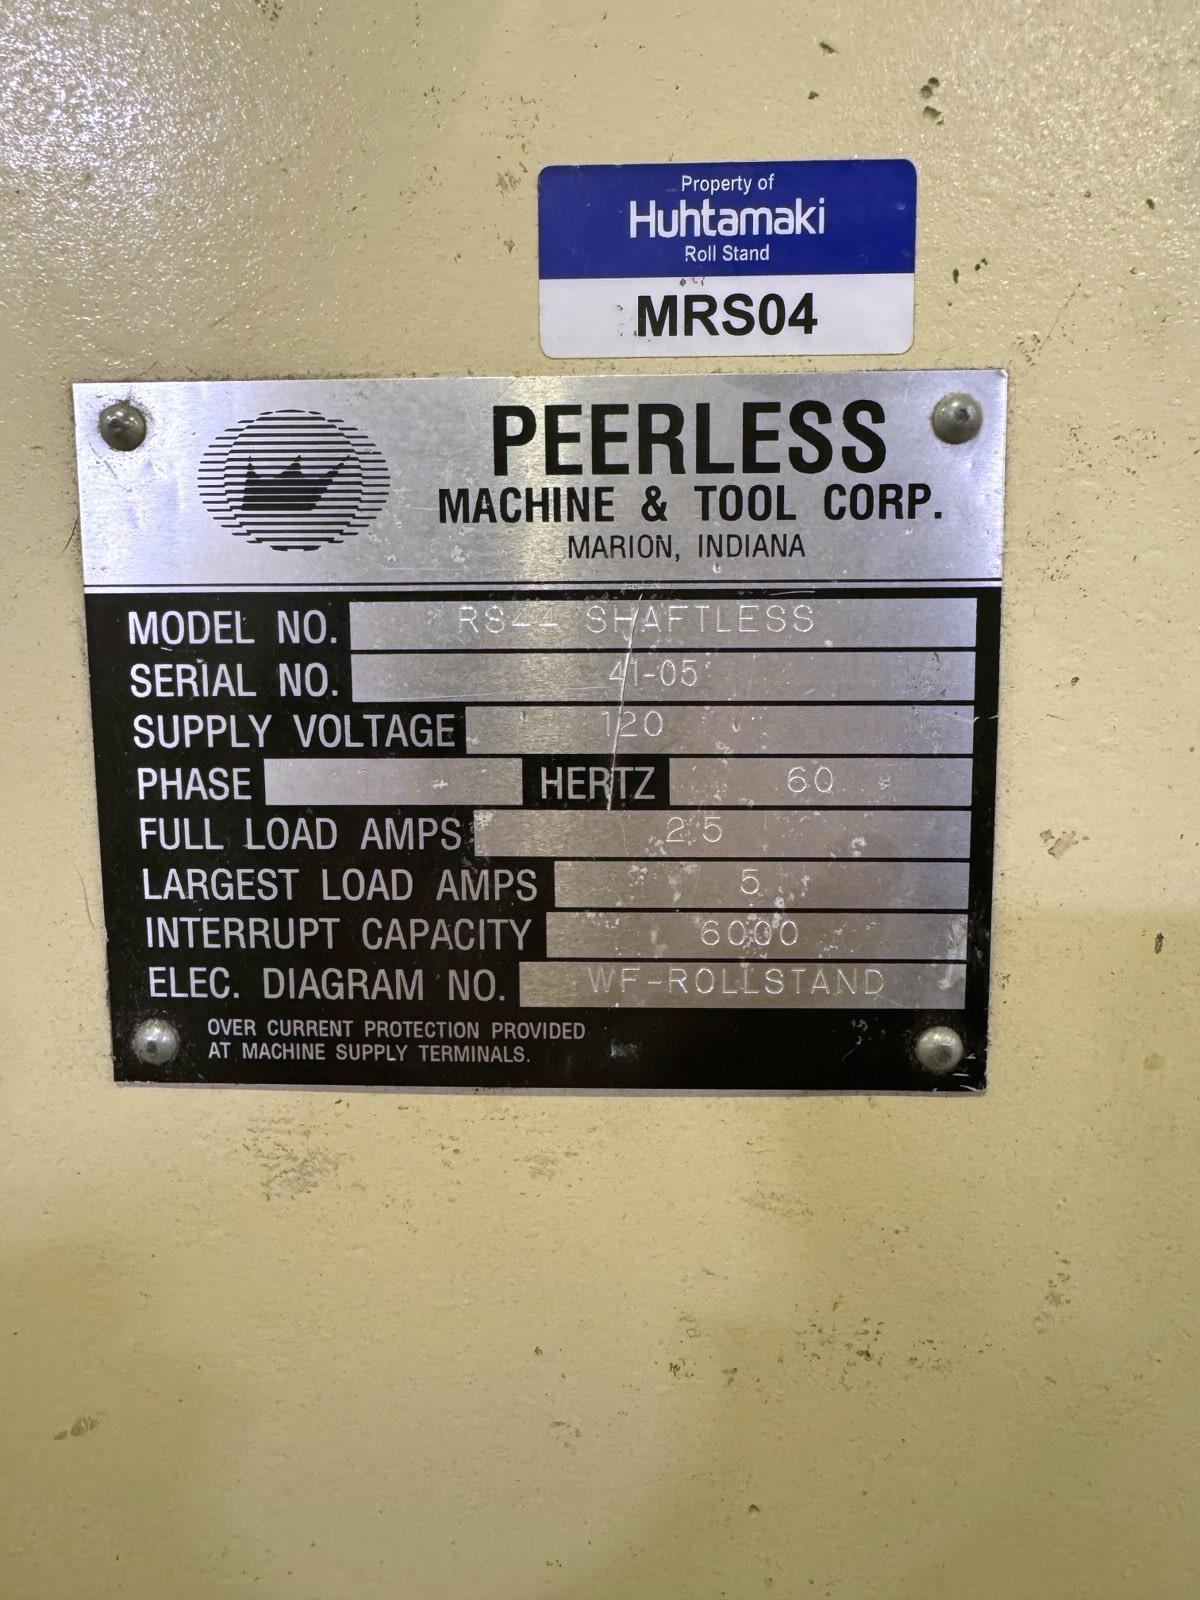 Property of
Huhtamaki
Roll Stand
MRS04
PEERLESS
MACHINE & TOOL CORP.
MARION, INDIANA
MODEL NO. RS44 SHAFTLESS
SERIAL NO. 41-05
SUPPLY VOLTAGE 120
PHASE HERTZ 60
FULL LOAD AMPS
LARGEST LOAD AMPS 5
INTERRUPT CAPACITY 6000
ELEC. DIAGRAM NO. WF-ROLLSTAND
OVER CURRENT PROTECTION PROVIDED
AT MACHINE SUPPLY TERMINALS.